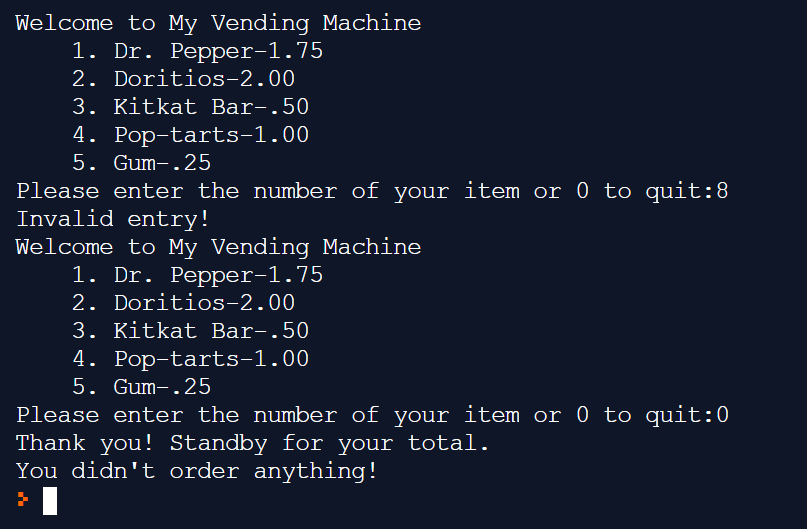 Welcome to My Vending Machine
    1. Dr. Pepper-1.75
    2. Doritios-2.00
    3. Kitkat Bar-.50
    4. Pop-tarts-1.00
    5. Gum-.25
Please enter the number of your item or 0 to quit:8
Invalid entry!
Welcome to My Vending Machine
    1. Dr. Pepper-1.75
    2. Doritios-2.00
    3. Kitkat Bar-.50
    4. Pop-tarts-1.00
    5. Gum-.25
Please enter the number of your item or 0 to quit:0
Thank you! Standby for your total.
You didn't order anything!